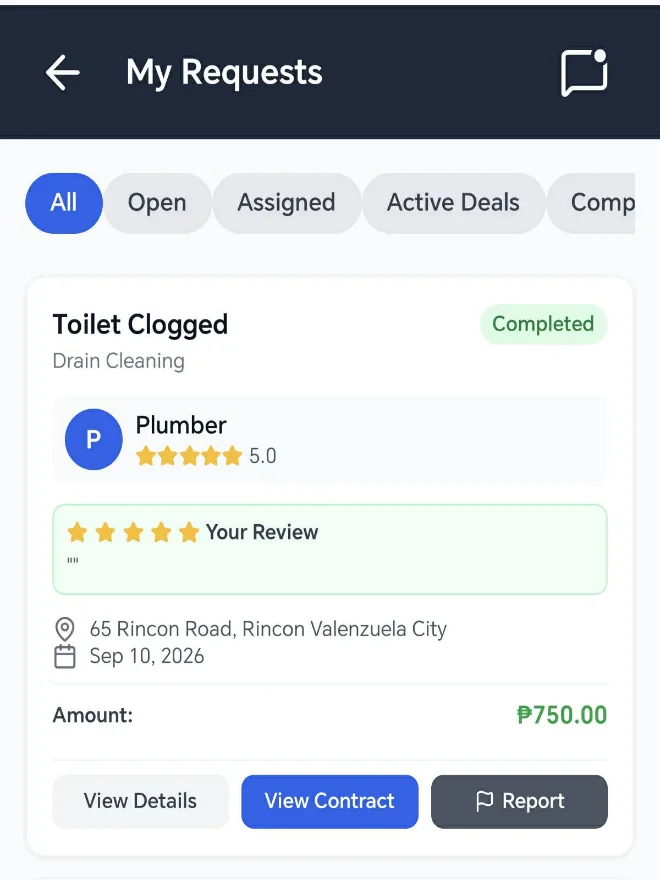 My Requests
All Open Assigned Active Deals Comp
Toilet Clogged Completed
Drain Cleaning
P Plumber
5.0
Your Review
""
65 Rincon Road, Rincon Valenzuela City
Sep 10, 2026
Amount: ₱750.00
View Details View Contract Report